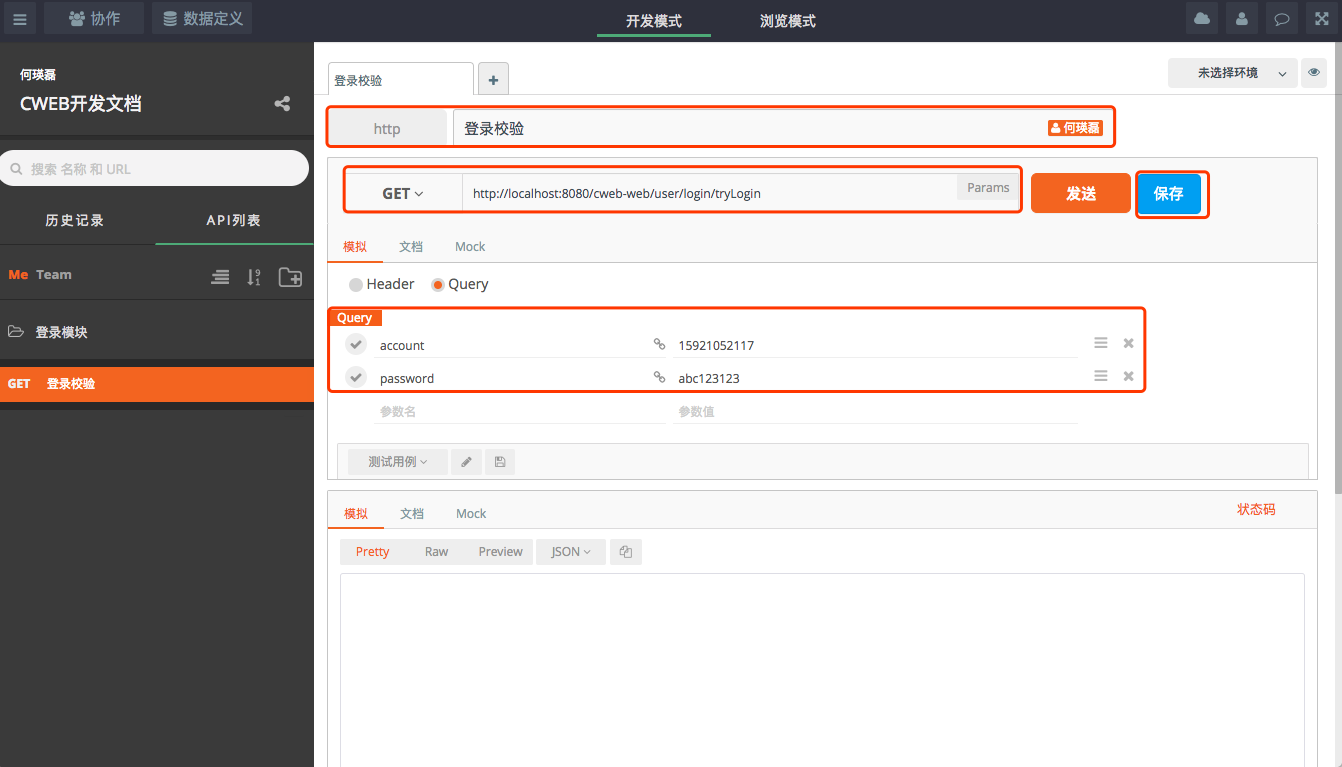 协作 数据定义 开发模式 浏览模式
何瑛磊
CWEB开发文档
搜索 名称 和 URL
历史记录 API列表
Me Team
登录模块
GET 登录校验
登录校验 +
未选择环境
http 登录校验 何瑛磊
GET http://localhost:8080/cweb-web/user/login/tryLogin Params 发送 保存
模拟 文档 Mock
Header Query
Query
account 15921052117
password abc123123
参数名 参数值
测试用例
模拟 文档 Mock 状态码
Pretty Raw Preview JSON